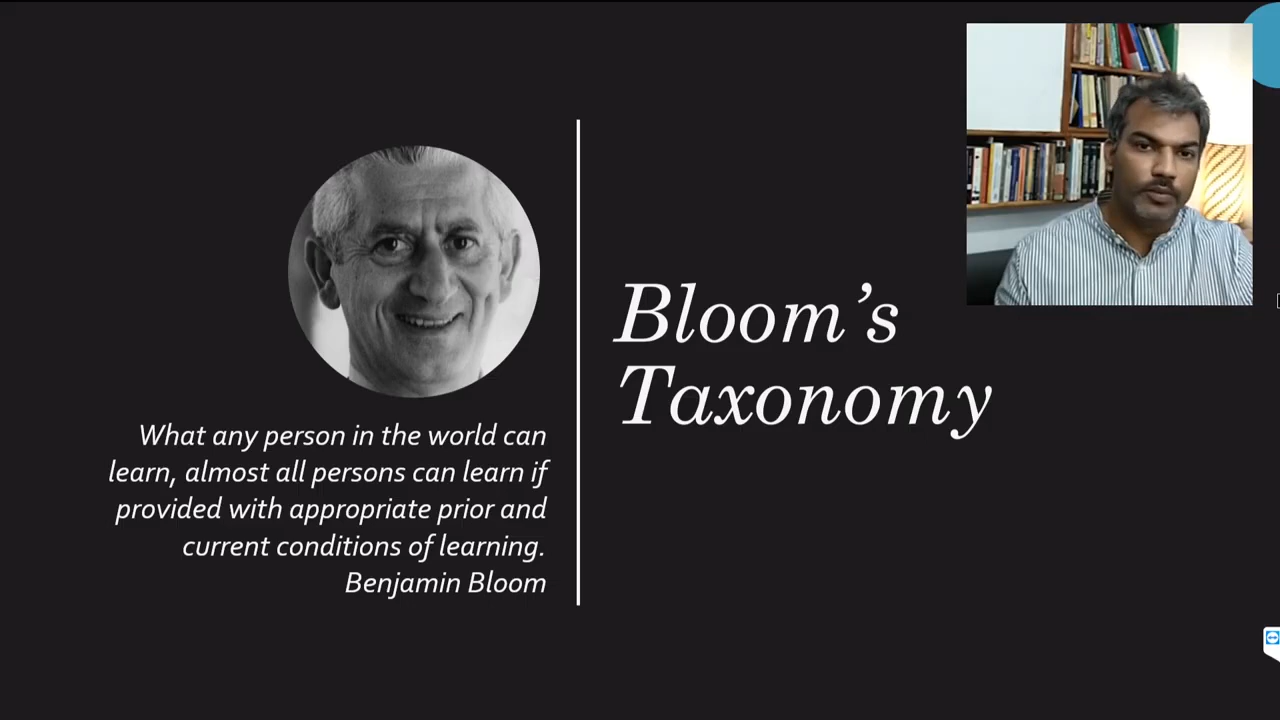 What any person in the world can
learn, almost all persons can learn if
provided with appropriate prior and
current conditions of learning.
Benjamin Bloom
Bloom’s
Taxonomy